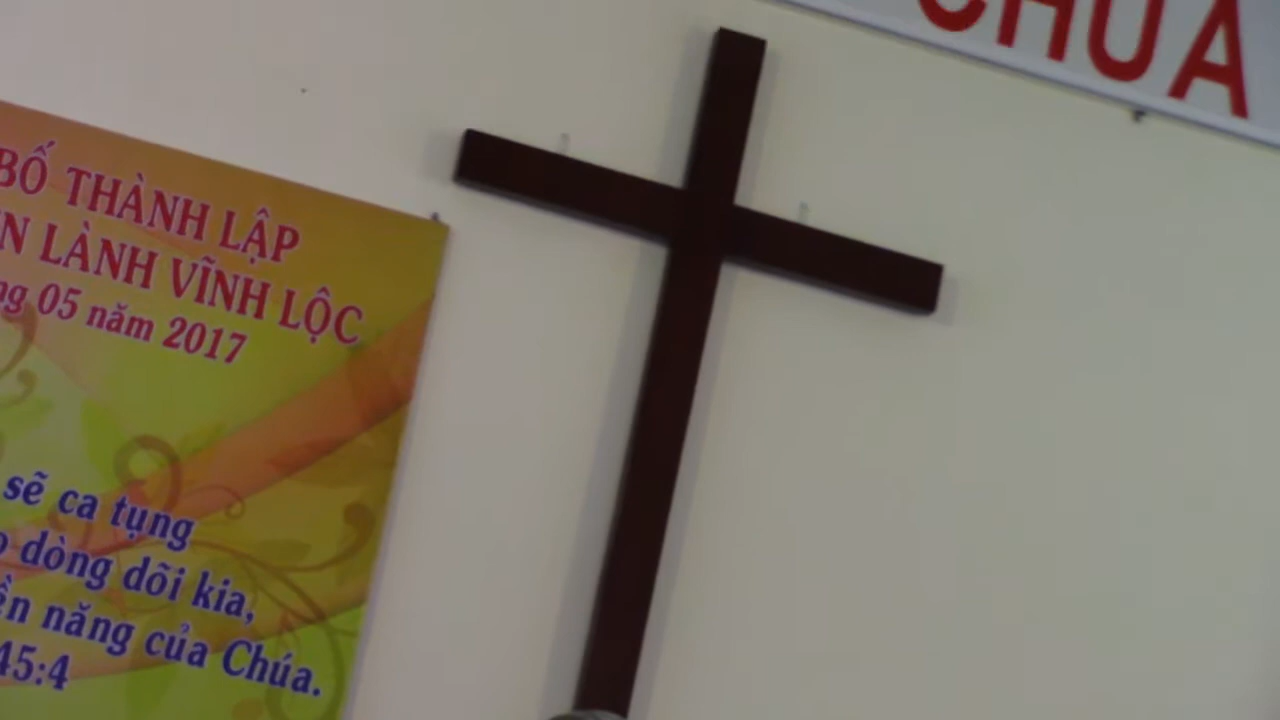 CHÚA
BỐ THÀNH LẬP
LÀNH VĨNH LỘC
05 năm 2017
sẽ ca tụng
dòng dõi kia,
năng của Chúa.
45:4